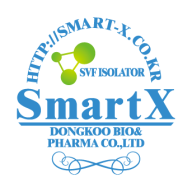 HTTP://SMART-X.CO.KR
SVF ISOLATOR
SmartX
DONGKOO BIO&
PHARMA CO.,LTD